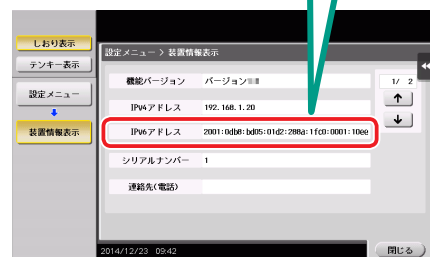 しおり表示
テンキー表示
設定メニュー
装置情報表示
設定メニュー > 装置情報表示
機能バージョン バージョン
1/ 2
IPv4アドレス 192.168.1.20
IPv6アドレス 2001:0db8:bd05:01d2:288a:1fc0:0001:10ee
シリアルナンバー 1
連絡先(電話)
2014/12/23 09:42
閉じる